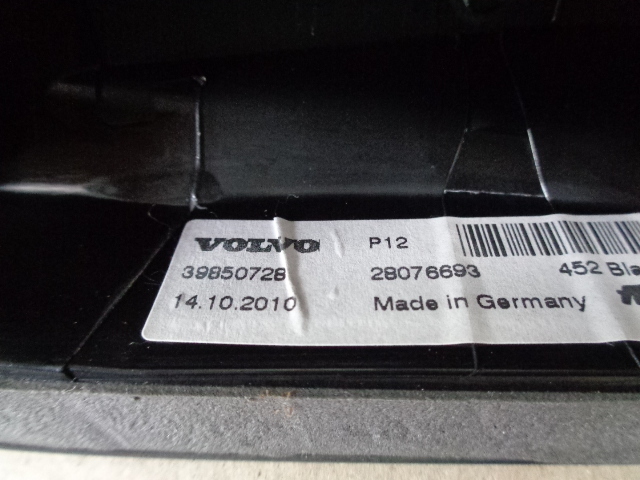 VOLVO P12
39850728 28076693 452 Bla
14.10.2010 Made in Germany